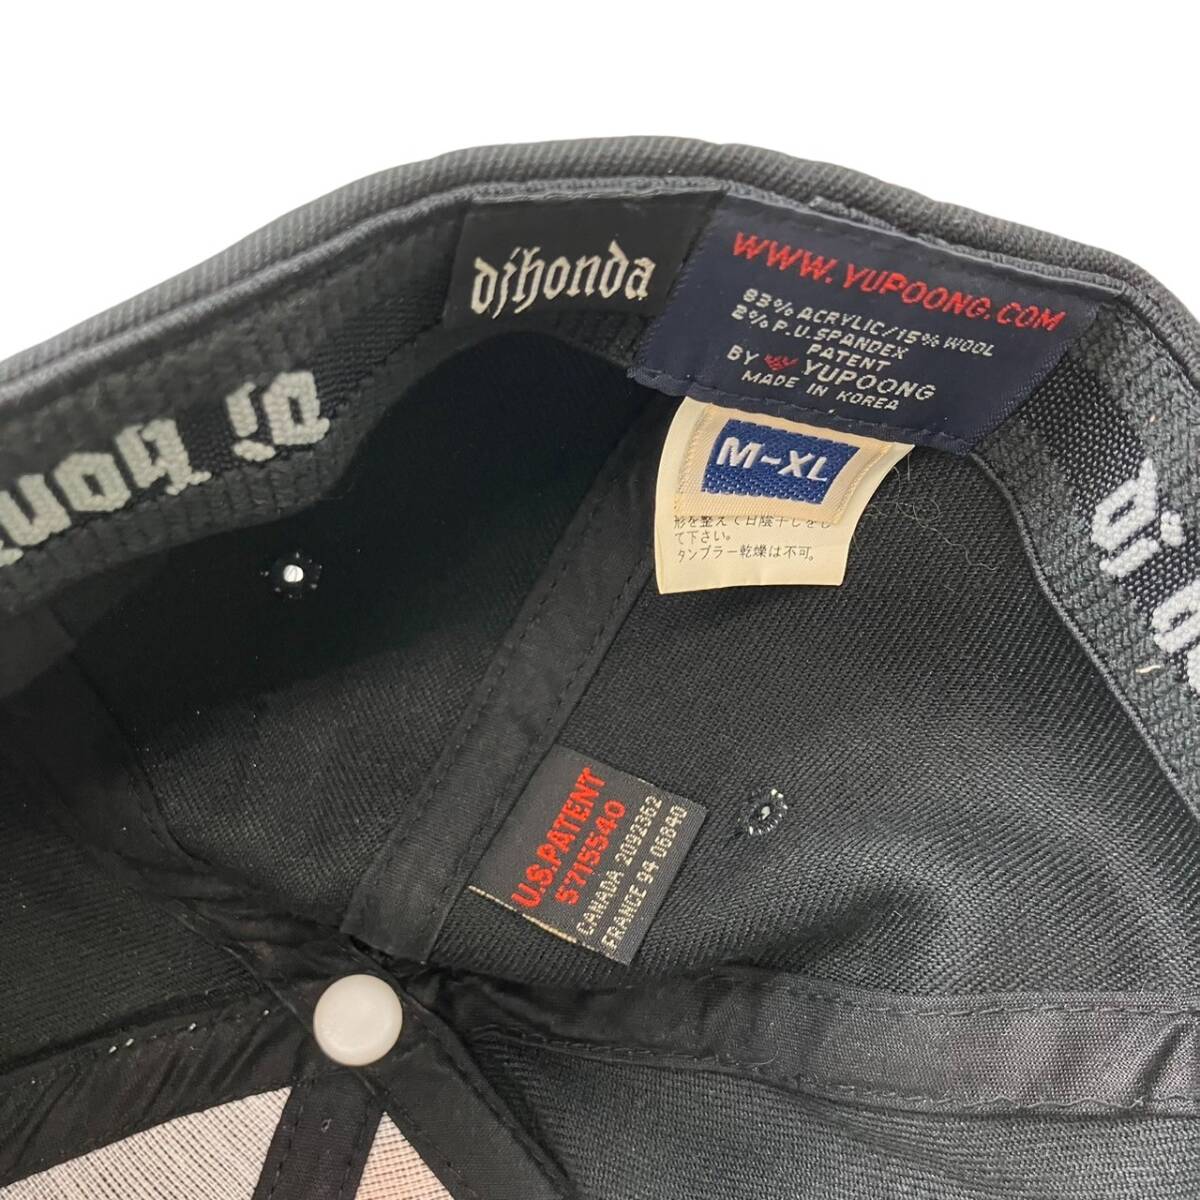 djhonda
WWW.YUPOONG.COM
83% ACRYLIC/15% WOOL
2% P.U.SPANDEX
PATENT
BY YUPOONG
MADE IN KOREA
M~XL
形を整えて日陰干しをし
て下さい。
タンブラー乾燥は不可。
U.S.PATENT
5715540
CANADA 2092362
FRANCE 94 06840
dj hon
dj